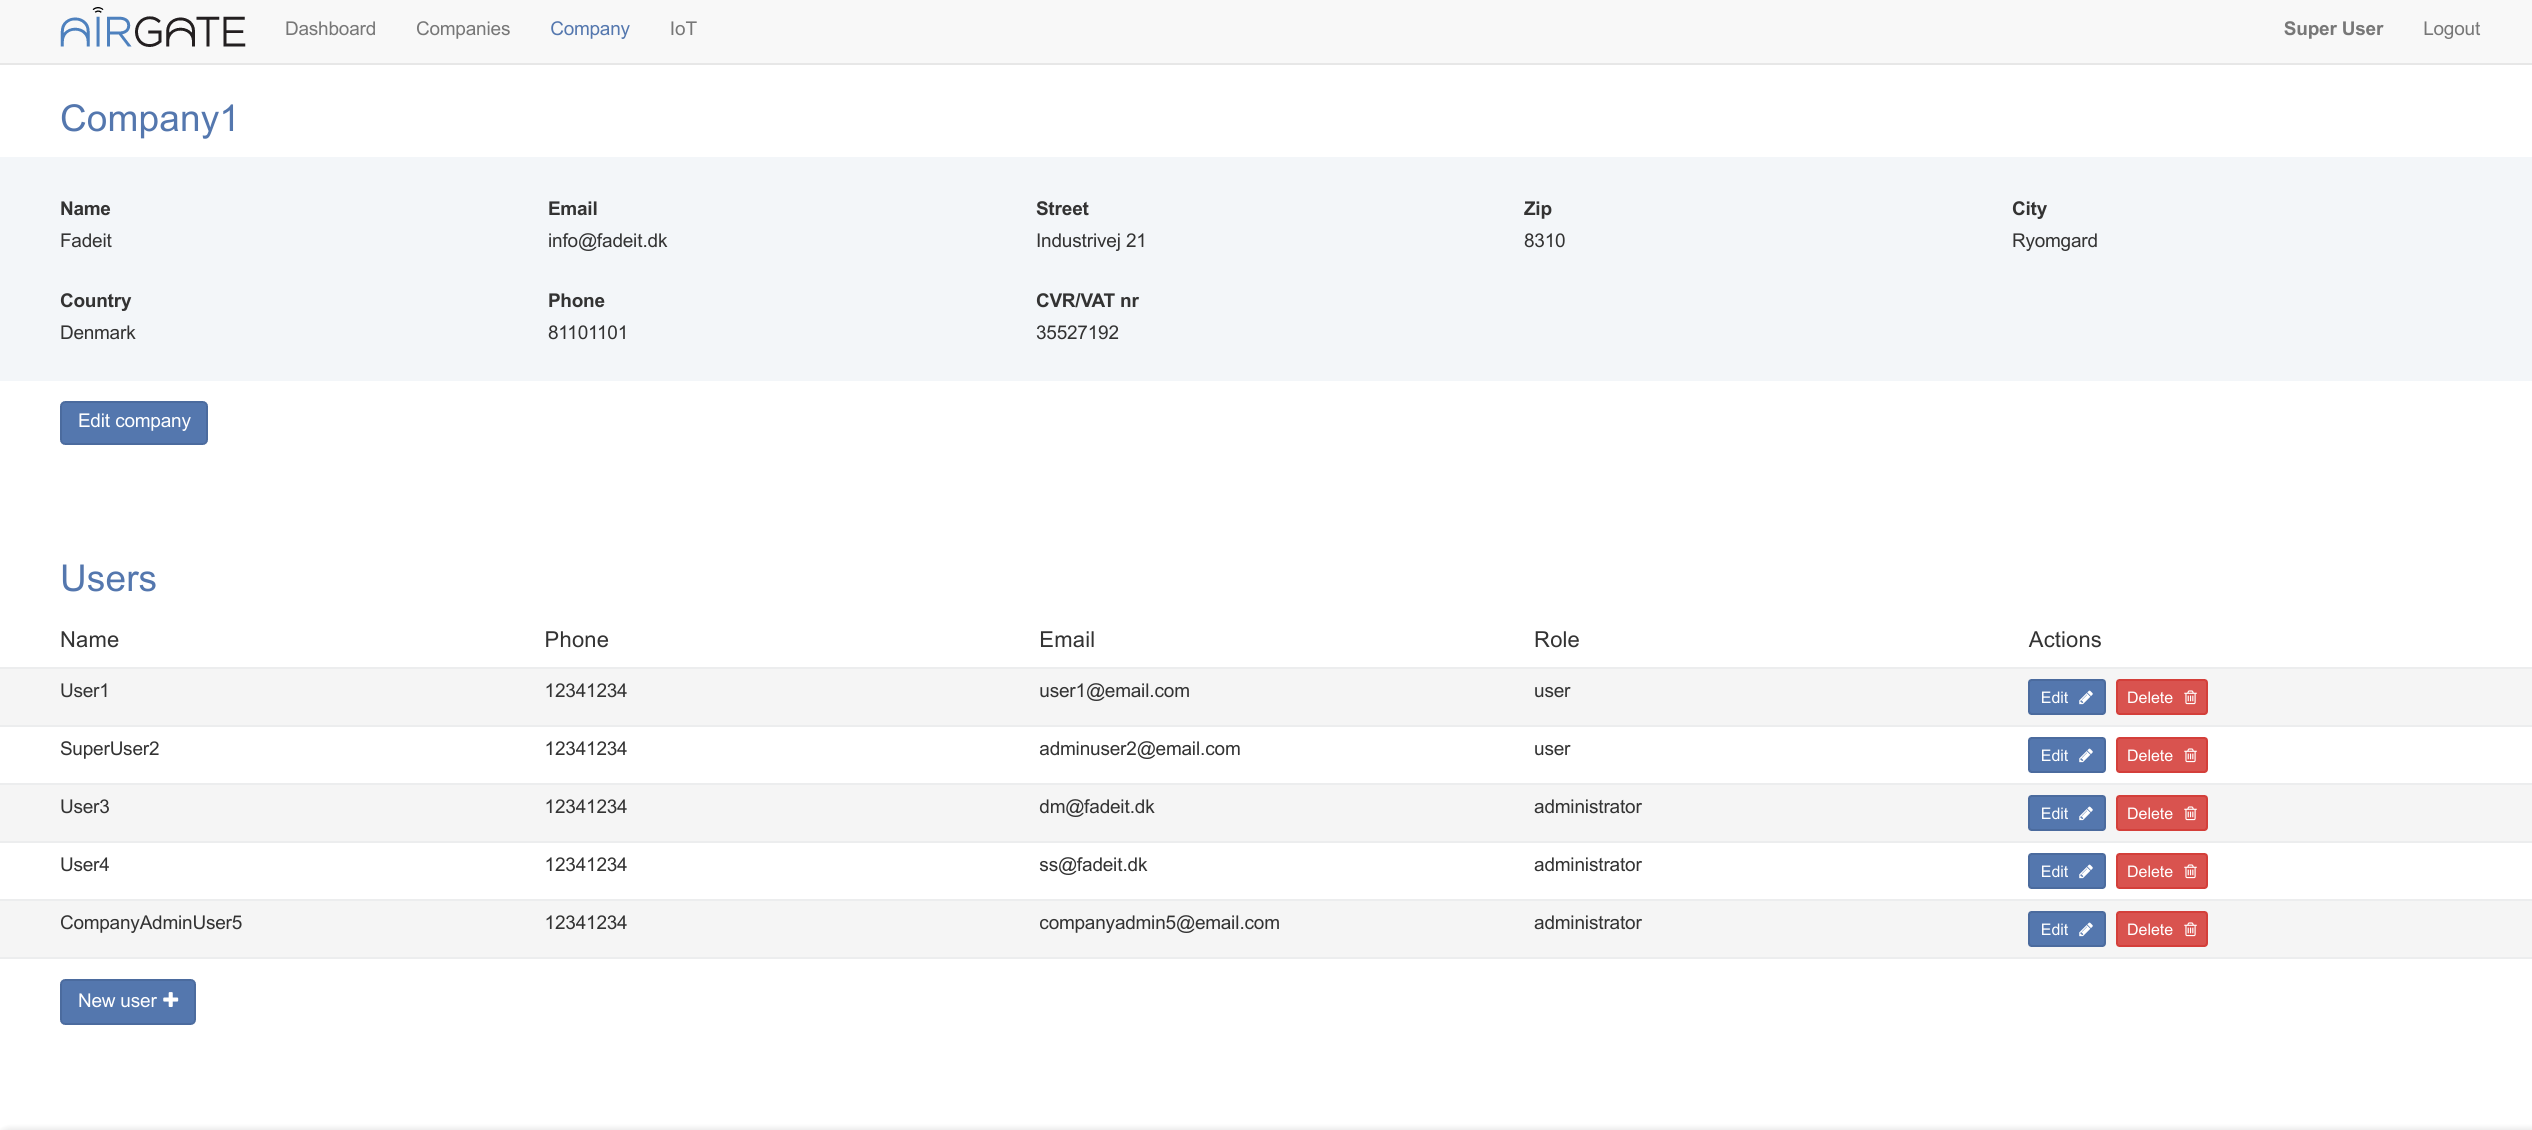 AIRGATE Dashboard Companies Company IoT Super User Logout
Company1
Name Email Street Zip City
Fadeit info@fadeit.dk Industrivej 21 8310 Ryomgard
Country Phone CVR/VAT nr
Denmark 81101101 35527192
Edit company
Users
Name Phone Email Role Actions
User1 12341234 user1@email.com user Edit Delete
SuperUser2 12341234 adminuser2@email.com user Edit Delete
User3 12341234 dm@fadeit.dk administrator Edit Delete
User4 12341234 ss@fadeit.dk administrator Edit Delete
CompanyAdminUser5 12341234 companyadmin5@email.com administrator Edit Delete
New user